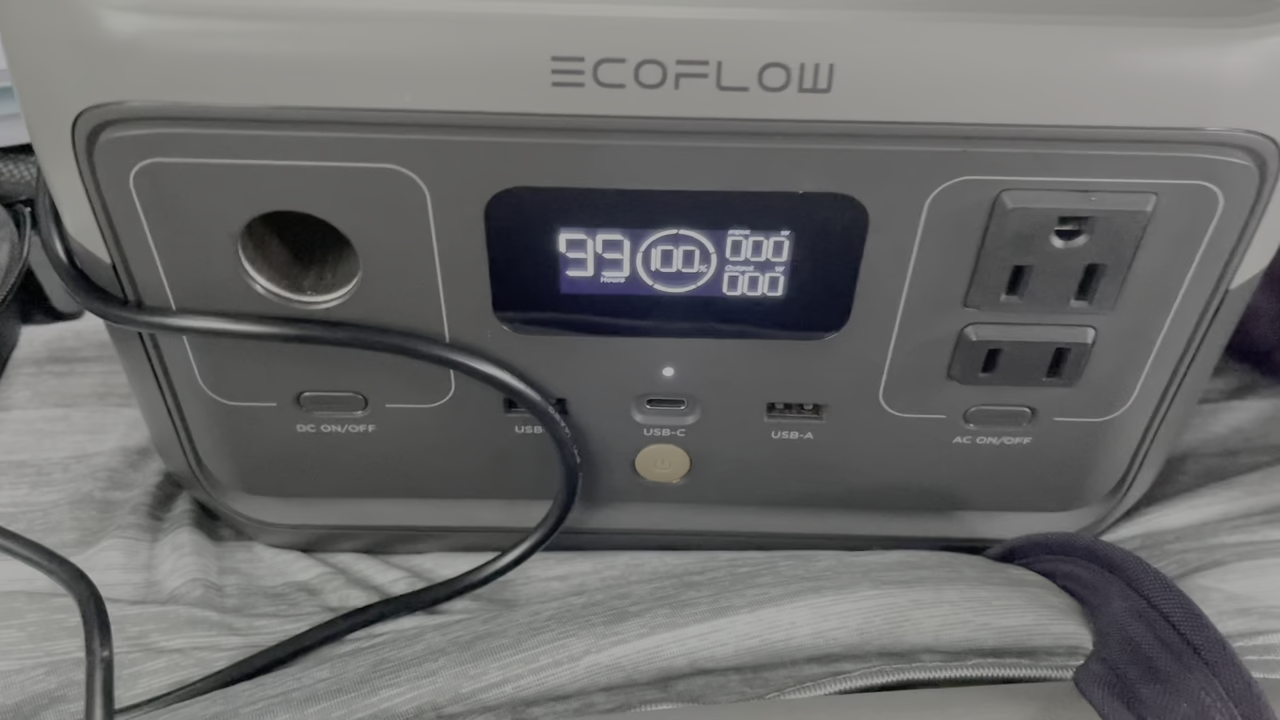 ECOFLOW
99 Hours
100%
Input W
000
Output W
000
DC ON/OFF
USB-
USB-C
USB-A
AC ON/OFF